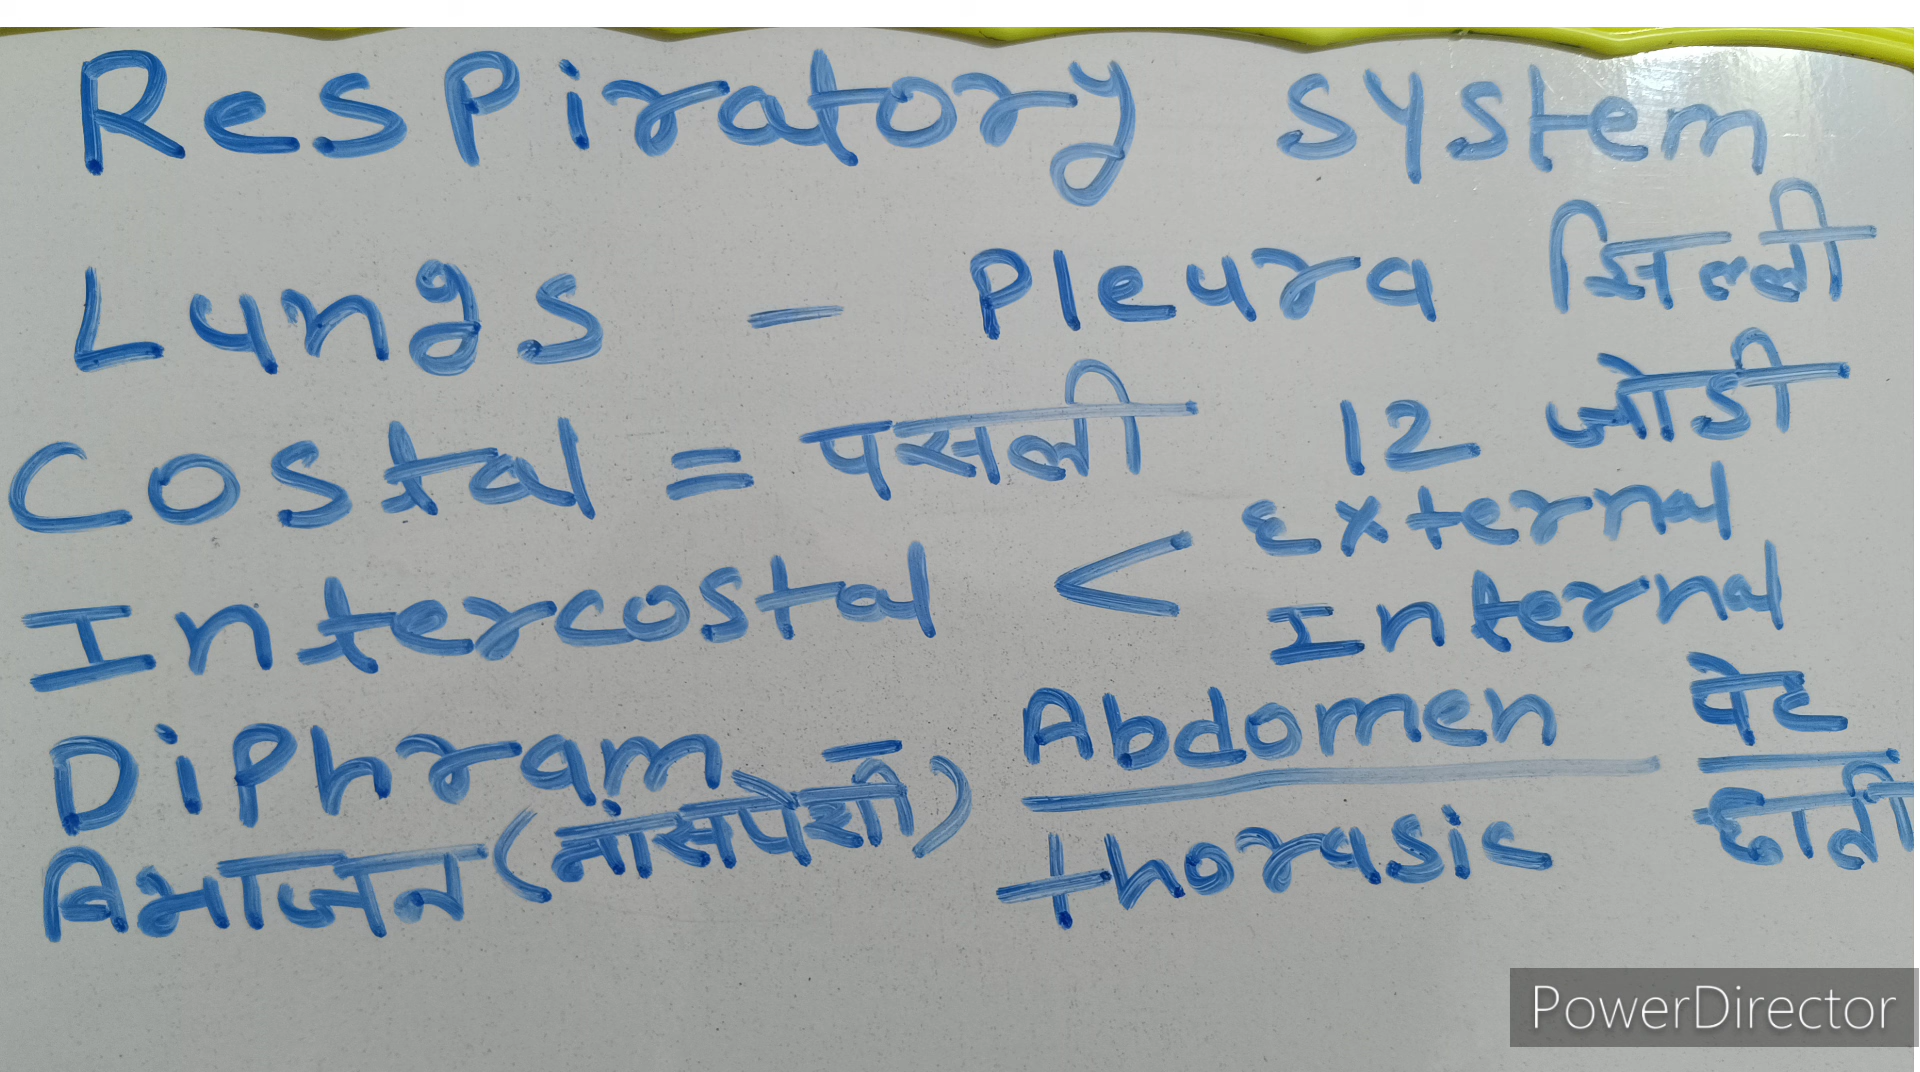 Respiratory system
Lungs - Pleura झिल्ली
Costal = पसली 12 जोडी
Intercostal < External
Internal
Diphram Abdomen पेट
विभाजन (मांसपेशी) thorasic छाती
PowerDirector